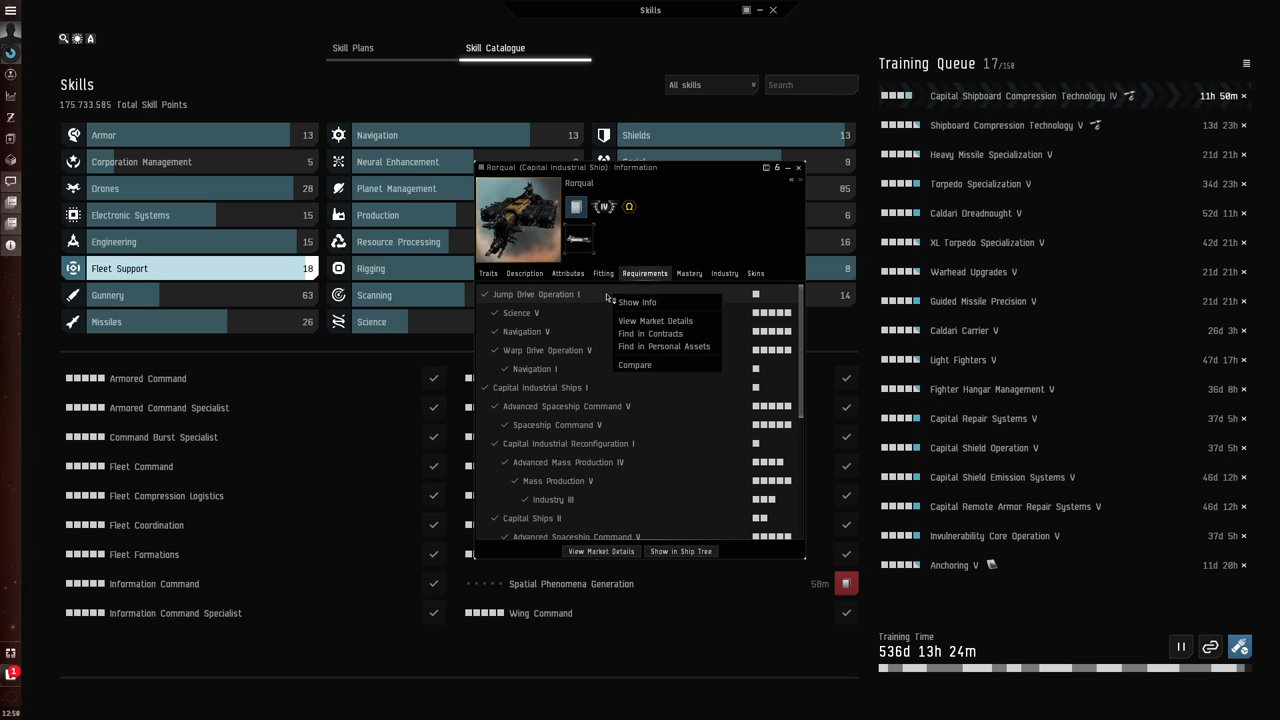 Skills
Skill Plans
Skill Catalogue
Skills
175.733.585 Total Skill Points
All skills
Search
Armor 13
Navigation 13
Shields 13
Corporation Management 5
Neural Enhancement
9
Drones 28
Planet Management
85
Electronic Systems 15
Production
6
Engineering 15
Resource Processing
16
Fleet Support 18
Rigging
8
Gunnery 63
Scanning
14
Missiles 26
Science
Armored Command
Armored Command Specialist
Command Burst Specialist
Fleet Command
Fleet Compression Logistics
Fleet Coordination
Fleet Formations
Information Command
Spatial Phenomena Generation 58m
Information Command Specialist
Wing Command
Rorqual (Capital Industrial Ship): Information
Rorqual
IV
Traits Description Attributes Fitting Requirements Mastery Industry Skins
Jump Drive Operation I
Science V
Navigation V
Warp Drive Operation V
Navigation I
Capital Industrial Ships I
Advanced Spaceship Command V
Spaceship Command V
Capital Industrial Reconfiguration I
Advanced Mass Production IV
Mass Production V
Industry III
Capital Ships II
Advanced Spaceship Command V
View Market Details Show in Ship Tree
Show Info
View Market Details
Find in Contracts
Find in Personal Assets
Compare
Training Queue 17/150
Capital Shipboard Compression Technology IV 11h 50m
Shipboard Compression Technology V 13d 23h
Heavy Missile Specialization V 21d 21h
Torpedo Specialization V 34d 23h
Caldari Dreadnought V 52d 11h
XL Torpedo Specialization V 42d 21h
Warhead Upgrades V 21d 21h
Guided Missile Precision V 21d 21h
Caldari Carrier V 26d 3h
Light Fighters V 47d 17h
Fighter Hangar Management V 36d 8h
Capital Repair Systems V 37d 5h
Capital Shield Operation V 37d 5h
Capital Shield Emission Systems V 46d 12h
Capital Remote Armor Repair Systems V 46d 12h
Invulnerability Core Operation V 37d 5h
Anchoring V 11d 20h
Training Time
536d 13h 24m
1
12:50